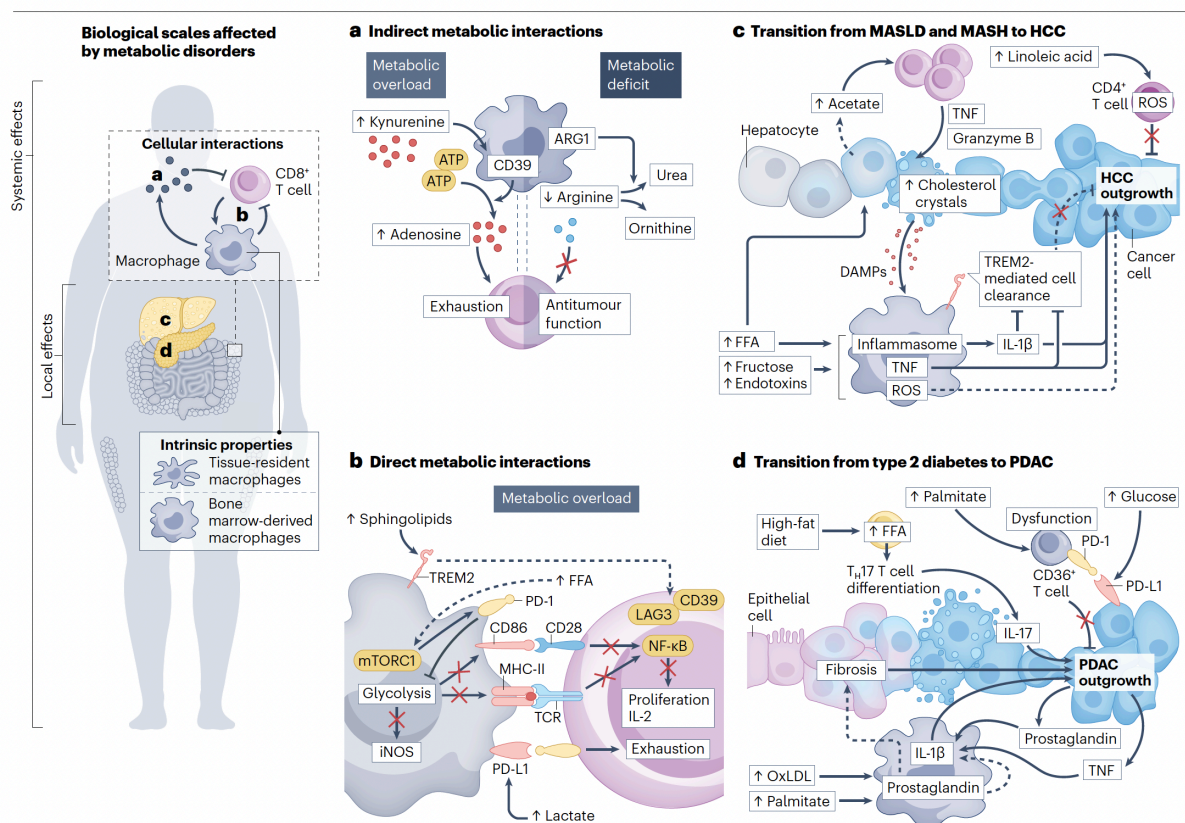 Biological scales affected
by metabolic disorders
Systemic effects
Local effects
Cellular interactions
a
CD8⁺
T cell
b
Macrophage
c
d
Intrinsic properties
Tissue-resident
macrophages
Bone
marrow-derived
macrophages
a Indirect metabolic interactions
Metabolic
overload
Metabolic
deficit
↑ Kynurenine
ATP
ATP
CD39
ARG1
↓ Arginine
Urea
Ornithine
↑ Adenosine
Exhaustion
Antitumour
function
b Direct metabolic interactions
Metabolic overload
↑ Sphingolipids
TREM2
↑ FFA
PD-1
CD86
CD28
CD39
LAG3
mTORC1
NF-κB
Glycolysis
MHC-II
TCR
Proliferation
IL-2
iNOS
PD-L1
Exhaustion
↑ Lactate
c Transition from MASLD and MASH to HCC
↑ Linoleic acid
↑ Acetate
TNF
Granzyme B
CD4⁺
T cell
ROS
Hepatocyte
↑ Cholesterol
crystals
HCC
outgrowth
DAMPs
TREM2-
mediated cell
clearance
Cancer
cell
↑ FFA
Inflammasome
IL-1β
↑ Fructose
↑ Endotoxins
TNF
ROS
d Transition from type 2 diabetes to PDAC
↑ Palmitate
↑ Glucose
High-fat
diet
↑ FFA
Dysfunction
PD-1
TH17 T cell
differentiation
CD36⁺
T cell
PD-L1
Epithelial
cell
IL-17
Fibrosis
PDAC
outgrowth
IL-1β
Prostaglandin
TNF
↑ OxLDL
Prostaglandin
↑ Palmitate